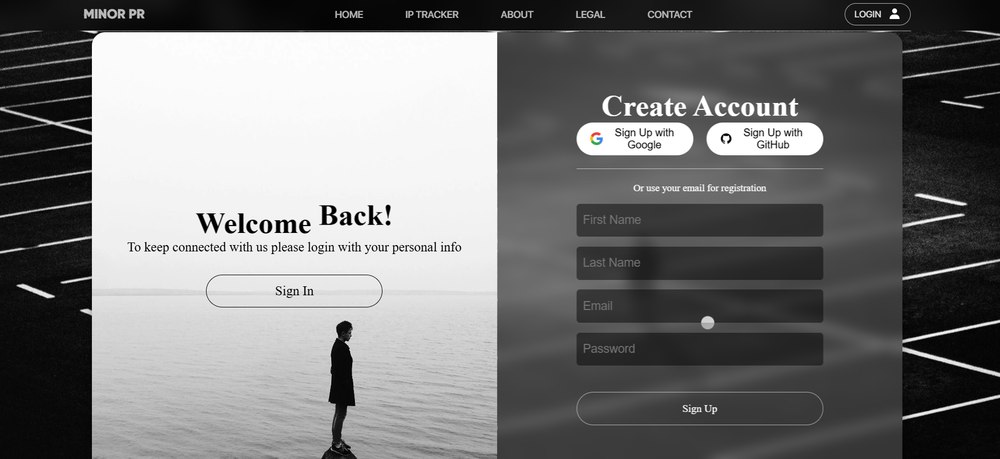 MINOR PR
HOME
IP TRACKER
ABOUT
LEGAL
CONTACT
LOGIN
Welcome Back!
To keep connected with us please login with your personal info
Sign In
Create Account
Sign Up with
Google
Sign Up with
GitHub
Or use your email for registration
First Name
Last Name
Email
Password
Sign Up